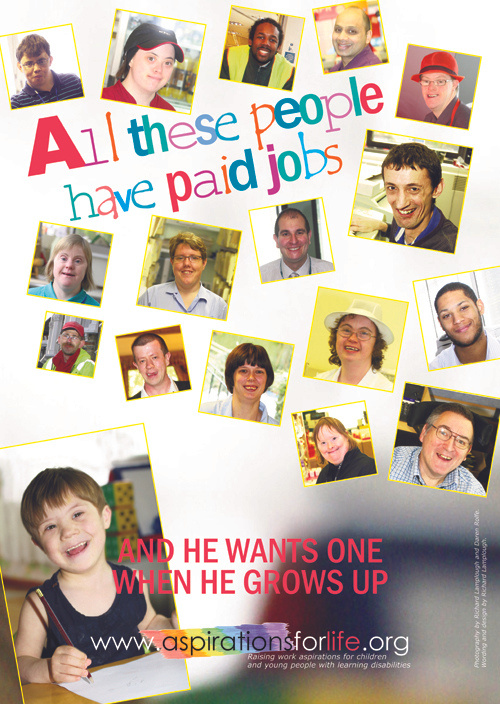 All these people
have paid jobs
AND HE WANTS ONE
WHEN HE GROWS UP
www.aspirationsforlife.org
Raising work aspirations for children
and young people with learning disabilities
Photography by Richard Lamplough and Daren Rolfe.
Wording and design by Richard Lamplough.